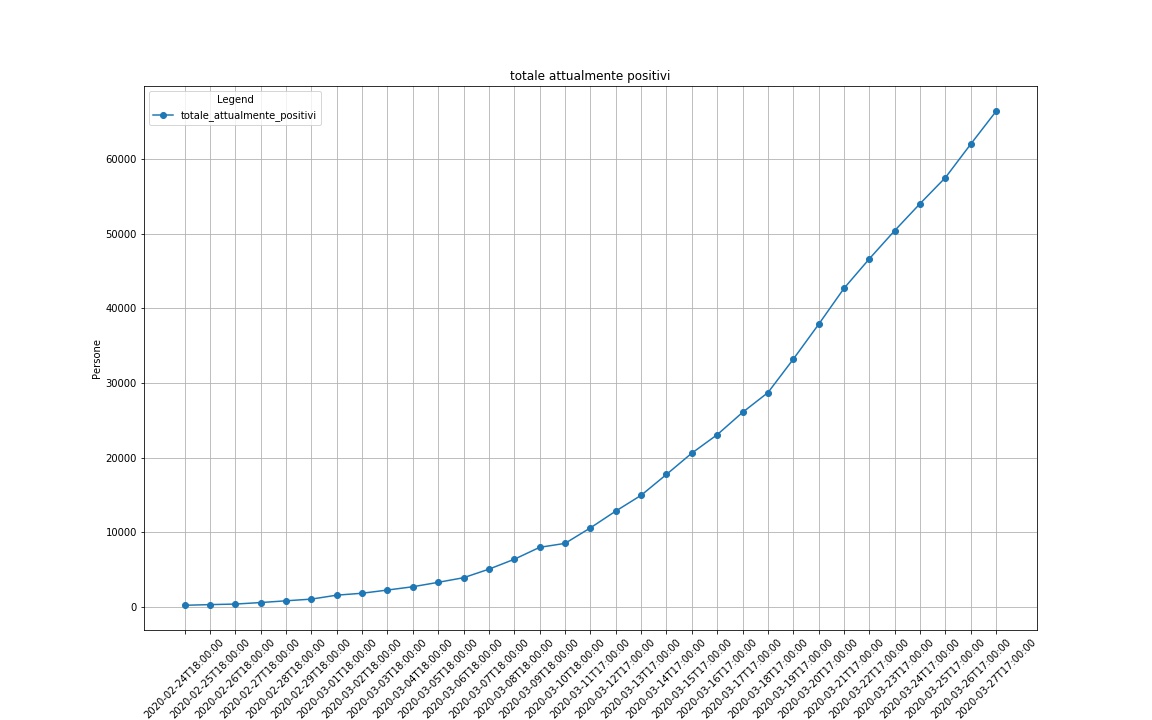 totale attualmente positivi
Legend
totale_attualmente_positivi
Persone
60000
50000
40000
30000
20000
10000
0
2020-02-24T18:00:00
2020-02-25T18:00:00
2020-02-26T18:00:00
2020-02-27T18:00:00
2020-02-28T18:00:00
2020-02-29T18:00:00
2020-03-01T18:00:00
2020-03-02T18:00:00
2020-03-03T18:00:00
2020-03-04T18:00:00
2020-03-05T18:00:00
2020-03-06T18:00:00
2020-03-07T18:00:00
2020-03-08T18:00:00
2020-03-09T18:00:00
2020-03-10T18:00:00
2020-03-11T17:00:00
2020-03-12T17:00:00
2020-03-13T17:00:00
2020-03-14T17:00:00
2020-03-15T17:00:00
2020-03-16T17:00:00
2020-03-17T17:00:00
2020-03-18T17:00:00
2020-03-19T17:00:00
2020-03-20T17:00:00
2020-03-21T17:00:00
2020-03-22T17:00:00
2020-03-23T17:00:00
2020-03-24T17:00:00
2020-03-25T17:00:00
2020-03-26T17:00:00
2020-03-27T17:00:00